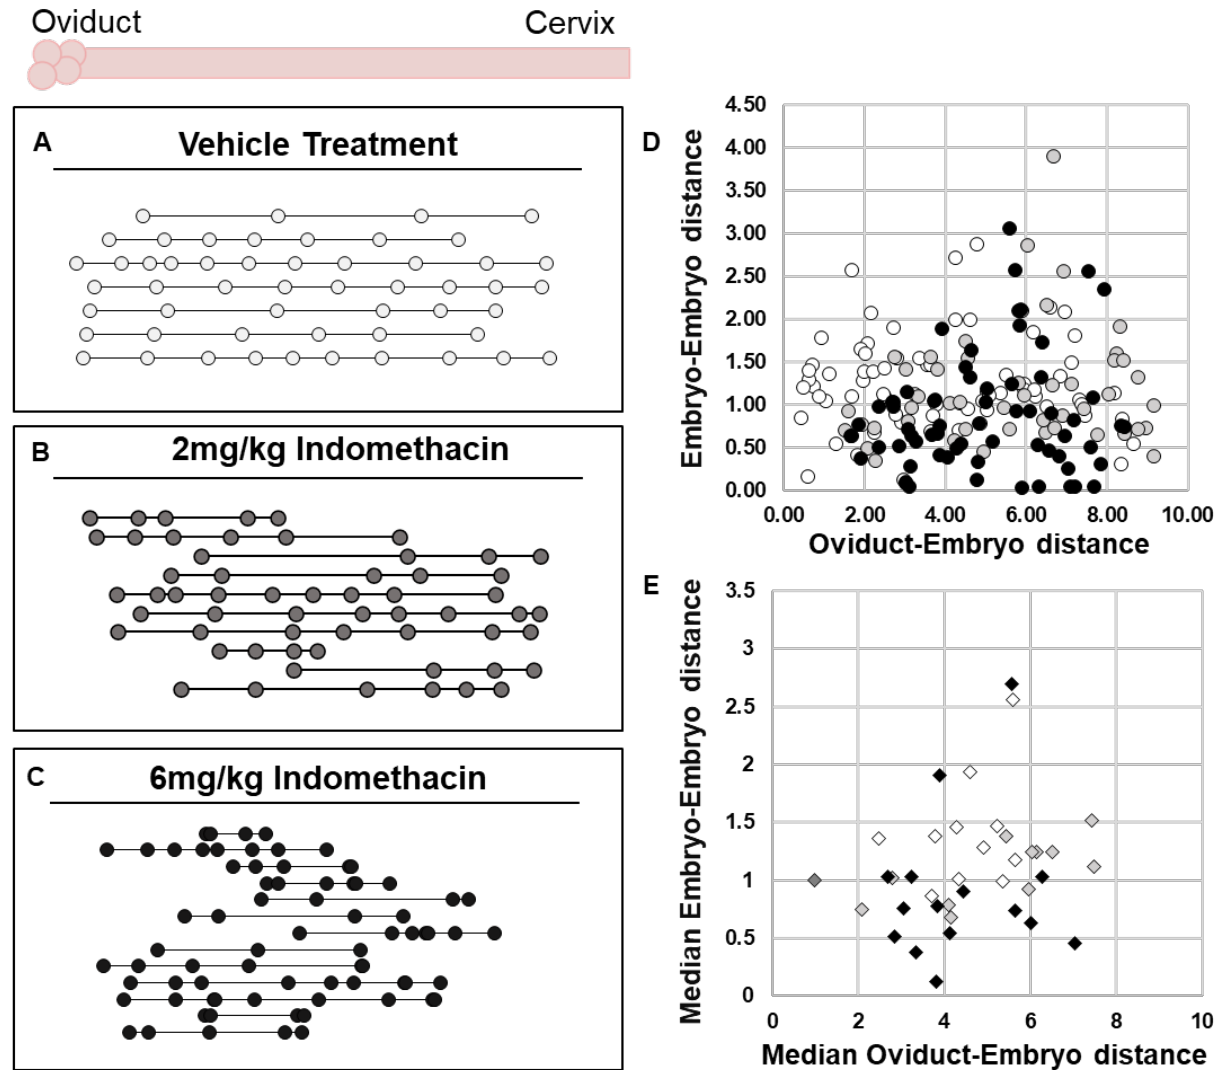 Oviduct
Cervix
A
Vehicle Treatment
B
2mg/kg Indomethacin
C
6mg/kg Indomethacin
D
Embryo-Embryo distance
4.50
4.00
3.50
3.00
2.50
2.00
1.50
1.00
0.50
0.00
0.00 2.00 4.00 6.00 8.00 10.00
Oviduct-Embryo distance
E
Median Embryo-Embryo distance
3.5
3
2.5
2
1.5
1
0.5
0
0 2 4 6 8 10
Median Oviduct-Embryo distance